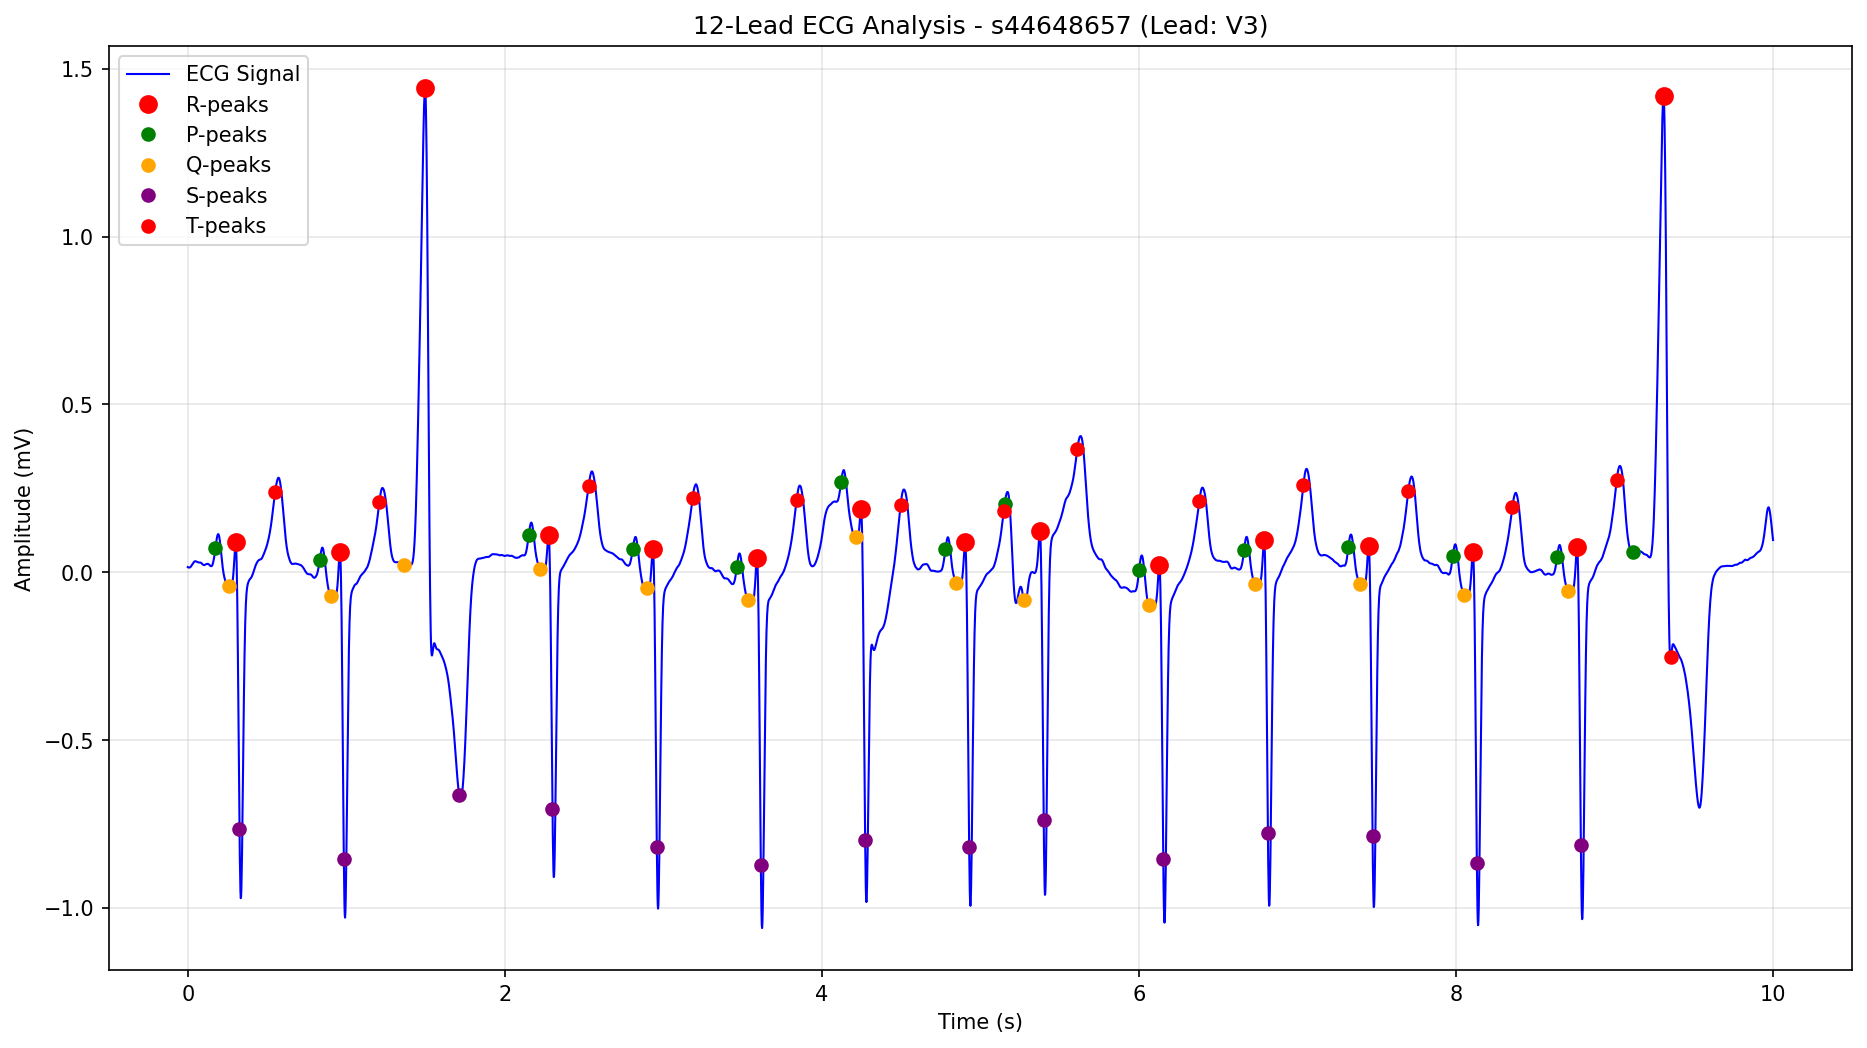 12-Lead ECG Analysis - s44648657 (Lead: V3)
ECG Signal
R-peaks
P-peaks
Q-peaks
S-peaks
T-peaks
Amplitude (mV)
1.5
1.0
0.5
0.0
−0.5
−1.0
0 2 4 6 8 10
Time (s)